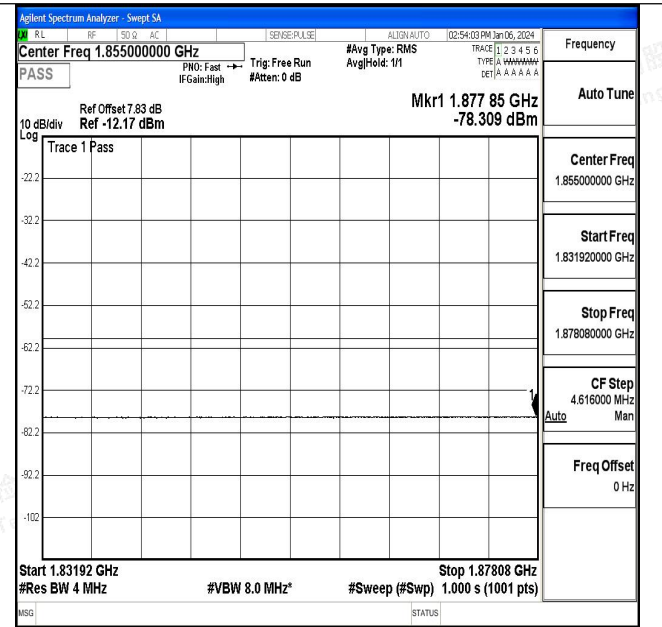 Agilent Spectrum Analyzer - Swept SA
RL RF 50 Ω AC SENSE:PULSE ALIGN AUTO 02:54:03 PM Jan 06, 2024
Center Freq 1.855000000 GHz
PASS
PNO: Fast
IFGain:High
Trig: Free Run
#Atten: 0 dB
#Avg Type: RMS
Avg|Hold: 1/1
TRACE 1 2 3 4 5 6
TYPE A WWWWW
DET A A A A A A
Frequency
Ref Offset 7.83 dB
10 dB/div Ref -12.17 dBm
Log
Mkr1 1.877 85 GHz
-78.309 dBm
Trace 1 Pass
-22.2
-32.2
-42.2
-52.2
-62.2
-72.2
-82.2
-92.2
-102
1
Start 1.83192 GHz Stop 1.87808 GHz
#Res BW 4 MHz #VBW 8.0 MHz* #Sweep (#Swp) 1.000 s (1001 pts)
MSG STATUS
Auto Tune
Center Freq
1.855000000 GHz
Start Freq
1.831920000 GHz
Stop Freq
1.878080000 GHz
CF Step
4.616000 MHz
Auto Man
Freq Offset
0 Hz